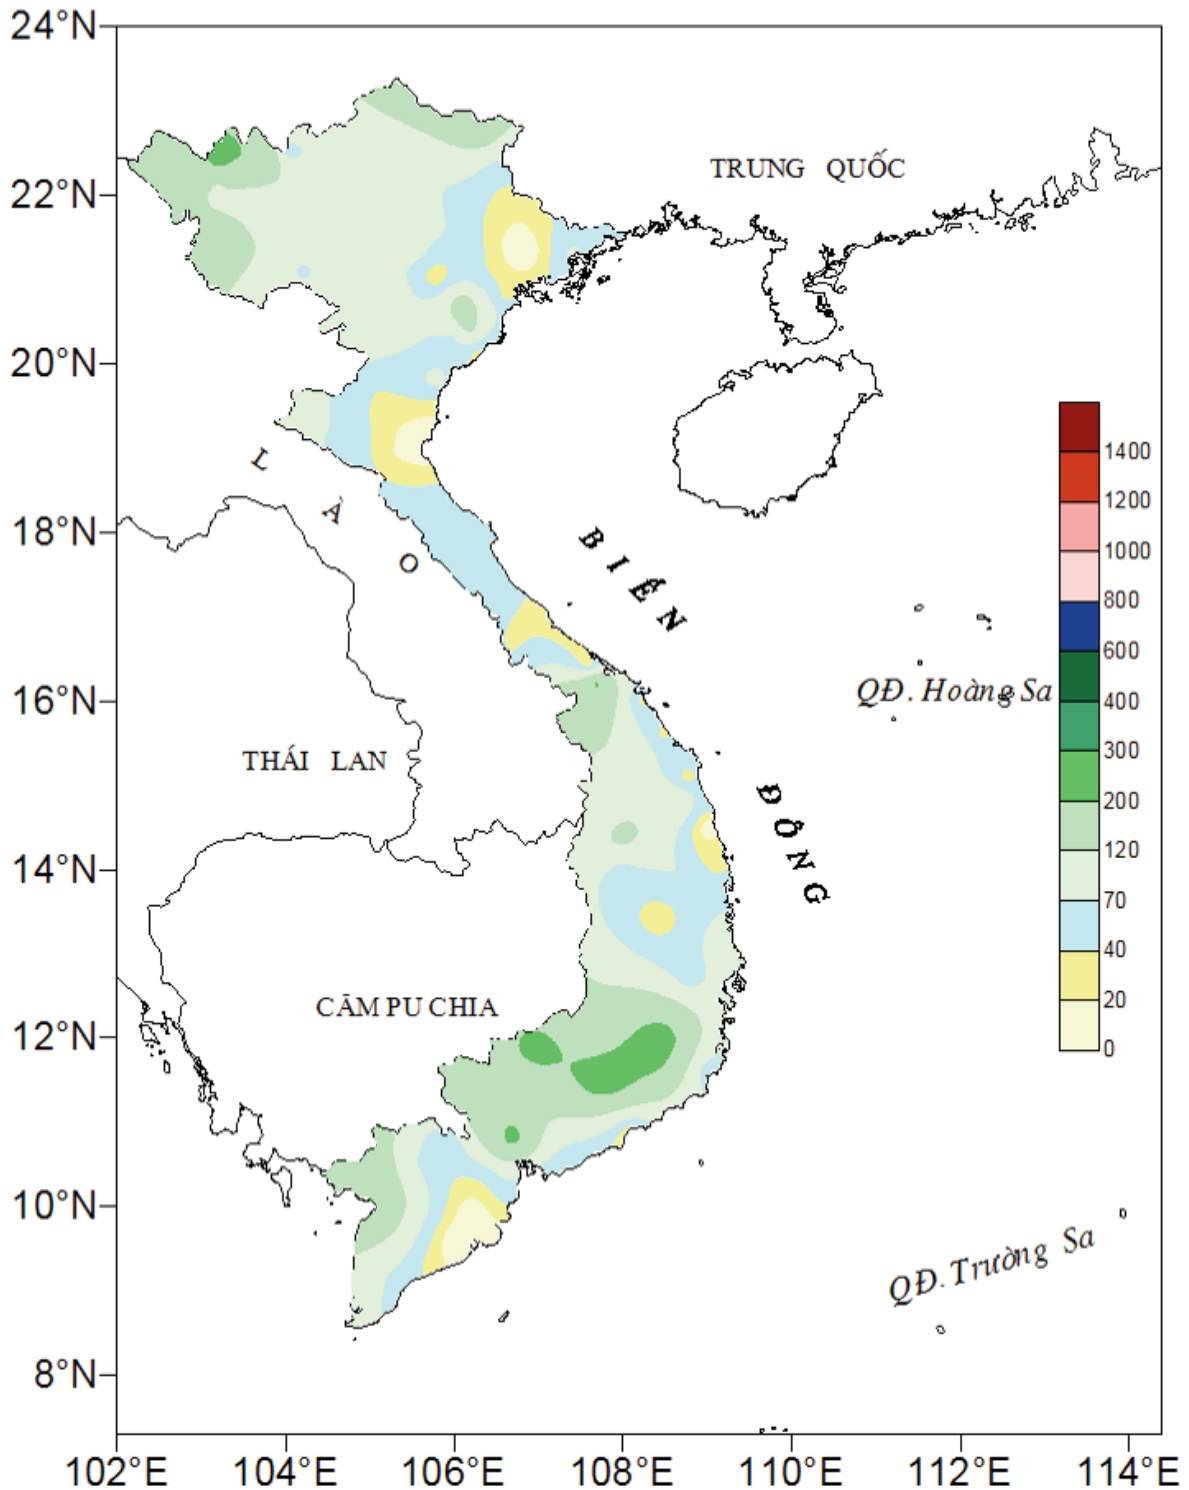 24°N
TRUNG QUỐC
22°N
20°N
L
À
O
18°N
BIỂN
1400
1200
1000
800
600
400
300
200
120
70
40
20
0
16°N
QĐ. Hoàng Sa
THÁI LAN
ĐÔNG
14°N
CĂM PU CHIA
12°N
10°N
QĐ. Trường Sa
8°N
102°E 104°E 106°E 108°E 110°E 112°E 114°E